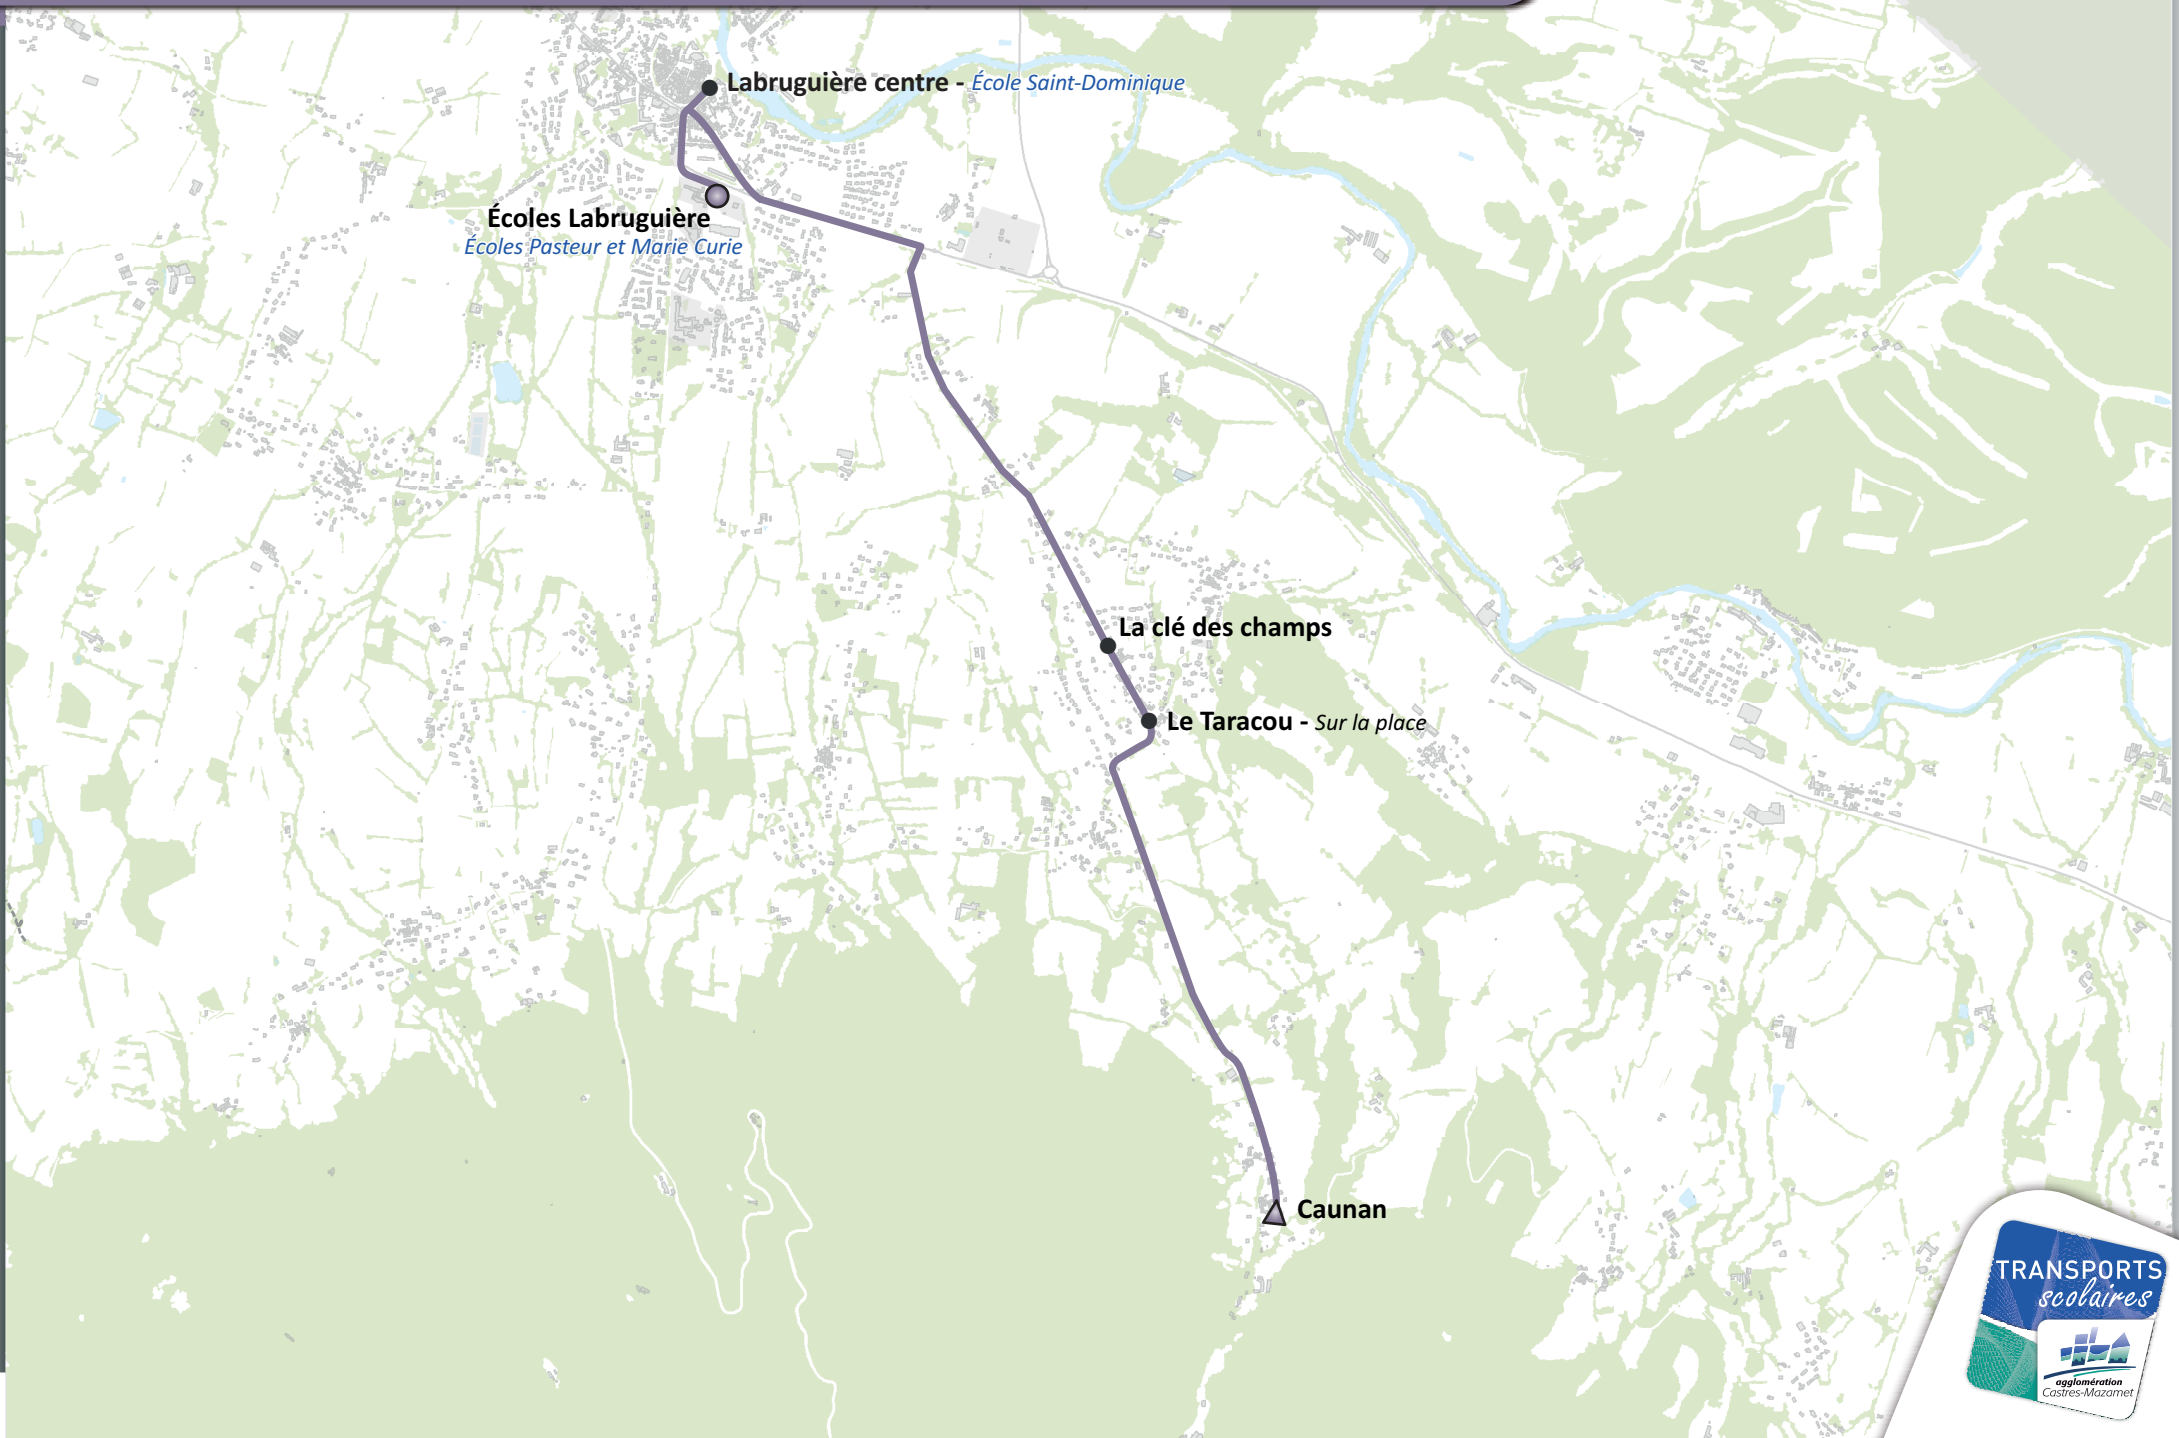 Labruguière centre - École Saint-Dominique
Écoles Labruguière
Écoles Pasteur et Marie Curie
La clé des champs
Le Taracou - Sur la place
Caunan
TRANSPORTS
scolaires
agglomération
Castres-Mazamet